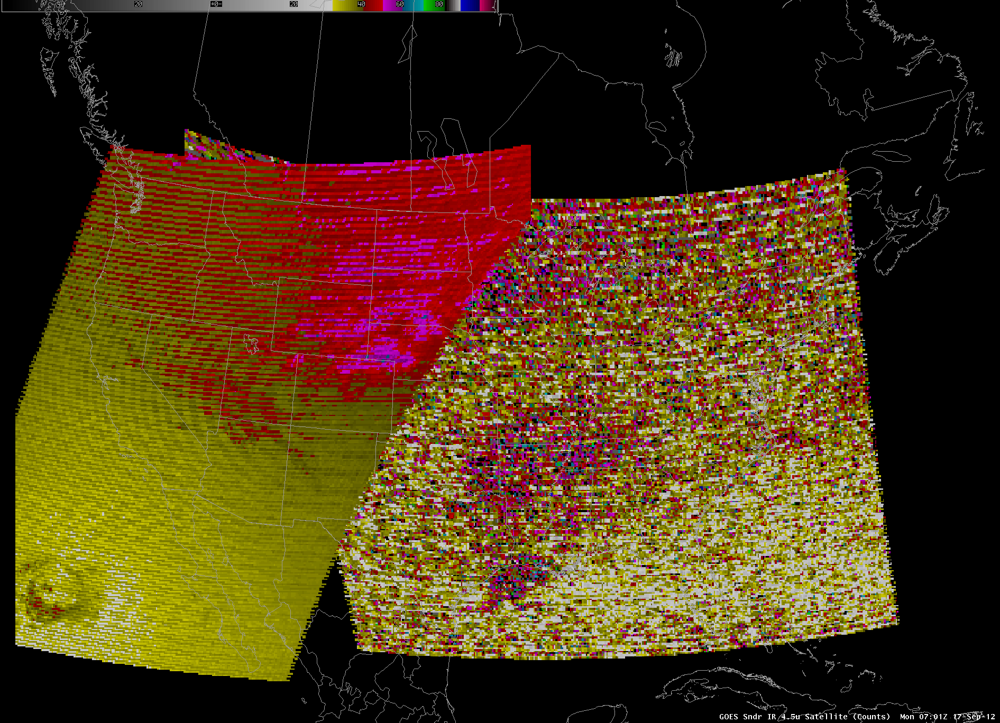 40 20 +0- 20 40 60 80
GOES Sndr IR 4.5u Satellite (Counts) Mon 07:01Z 17-Sep-12